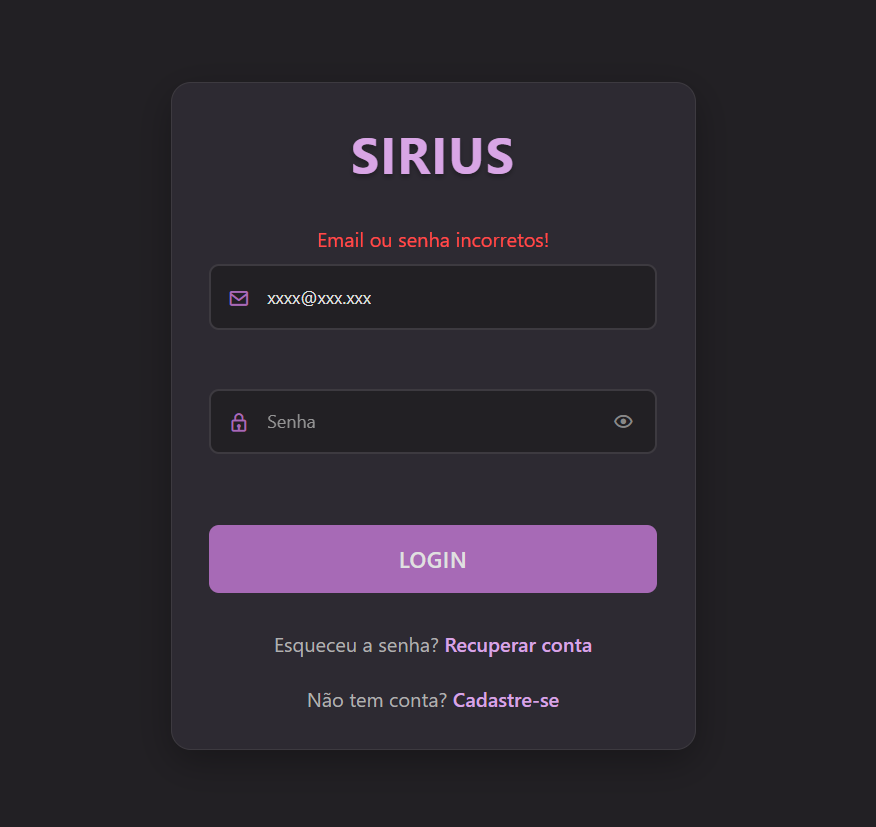 SIRIUS
Email ou senha incorretos!
xxxx@xxx.xxx
Senha
LOGIN
Esqueceu a senha? Recuperar conta
Não tem conta? Cadastre-se